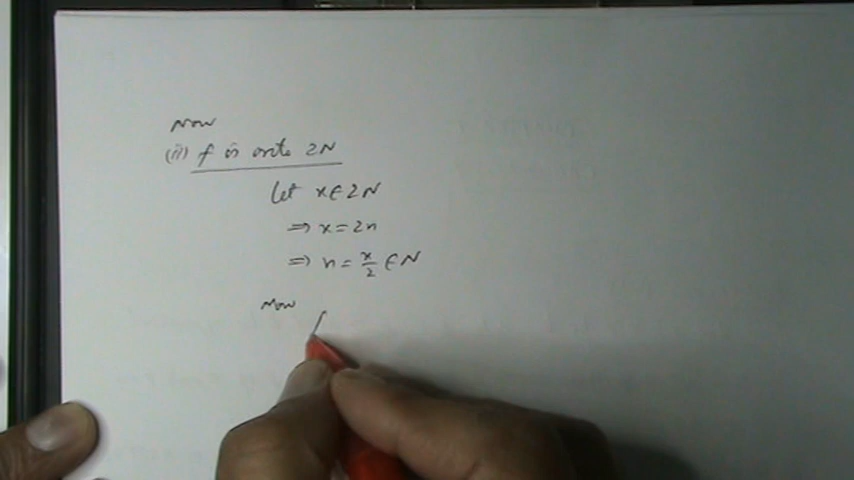 Now
(ii) f is onto 2N
Let x ∈ 2N
⇒ x = 2n
⇒ n = x/2 ∈ N
Now